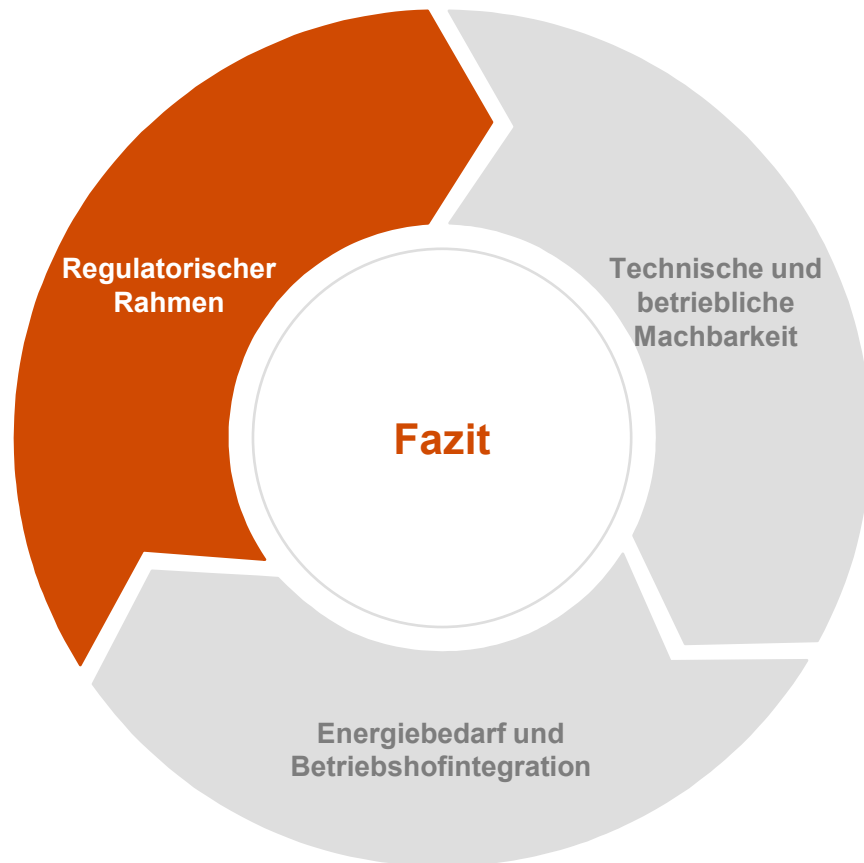 Regulatorischer
Rahmen
Technische und
betriebliche
Machbarkeit
Fazit
Energiebedarf und
Betriebshofintegration